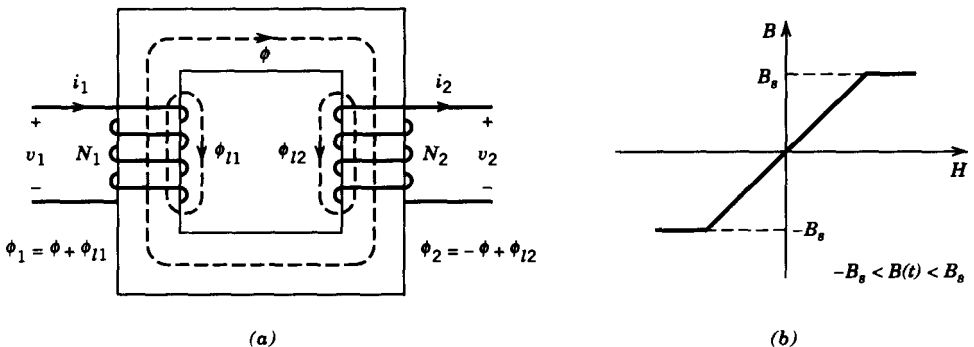 ϕ
i₁
i₂
+
v₁
−
N₁
ϕₗ₁
ϕₗ₂
N₂
+
v₂
−
ϕ₁ = ϕ + ϕₗ₁
ϕ₂ = −ϕ + ϕₗ₂
(a)
B
Bₛ
H
−Bₛ
−Bₛ < B(t) < Bₛ
(b)